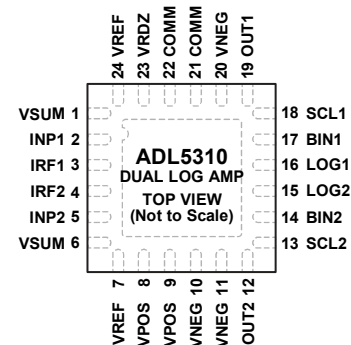 24 VREF
23 VRDZ
22 COMM
21 COMM
20 VNEG
19 OUT1
VSUM 1
INP1 2
IRF1 3
IRF2 4
INP2 5
VSUM 6
ADL5310
DUAL LOG AMP
TOP VIEW
(Not to Scale)
18 SCL1
17 BIN1
16 LOG1
15 LOG2
14 BIN2
13 SCL2
VREF 7
VPOS 8
VPOS 9
VNEG 10
VNEG 11
OUT2 12